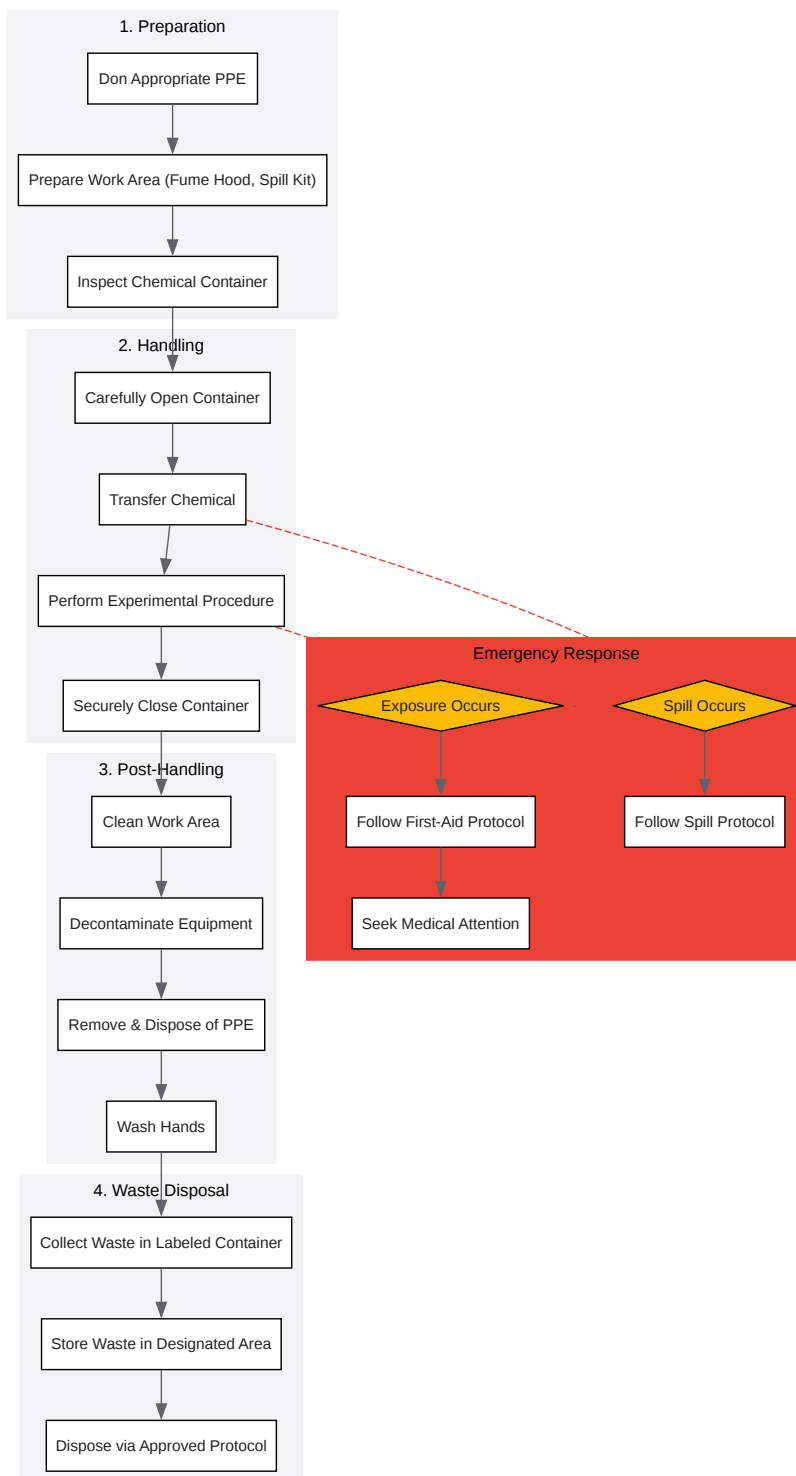 1. Preparation
Don Appropriate PPE
Prepare Work Area (Fume Hood, Spill Kit)
Inspect Chemical Container
2. Handling
Carefully Open Container
Transfer Chemical
Perform Experimental Procedure
Securely Close Container
Emergency Response
Exposure Occurs
Spill Occurs
Follow First-Aid Protocol
Follow Spill Protocol
Seek Medical Attention
3. Post-Handling
Clean Work Area
Decontaminate Equipment
Remove & Dispose of PPE
Wash Hands
4. Waste Disposal
Collect Waste in Labeled Container
Store Waste in Designated Area
Dispose via Approved Protocol